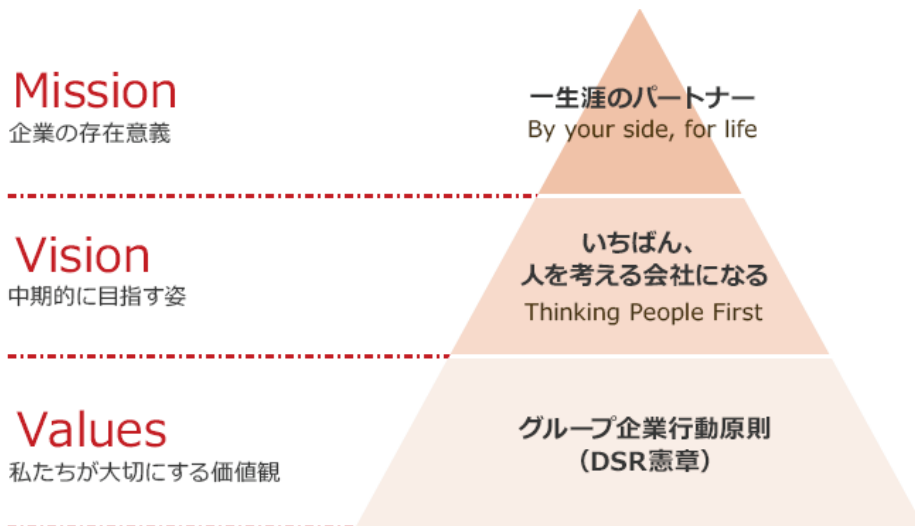 Mission
企業の存在意義
一生涯のパートナー
By your side, for life
Vision
中期的に目指す姿
いちばん、
人を考える会社になる
Thinking People First
Values
私たちが大切にする価値観
グループ企業行動原則
（DSR憲章）